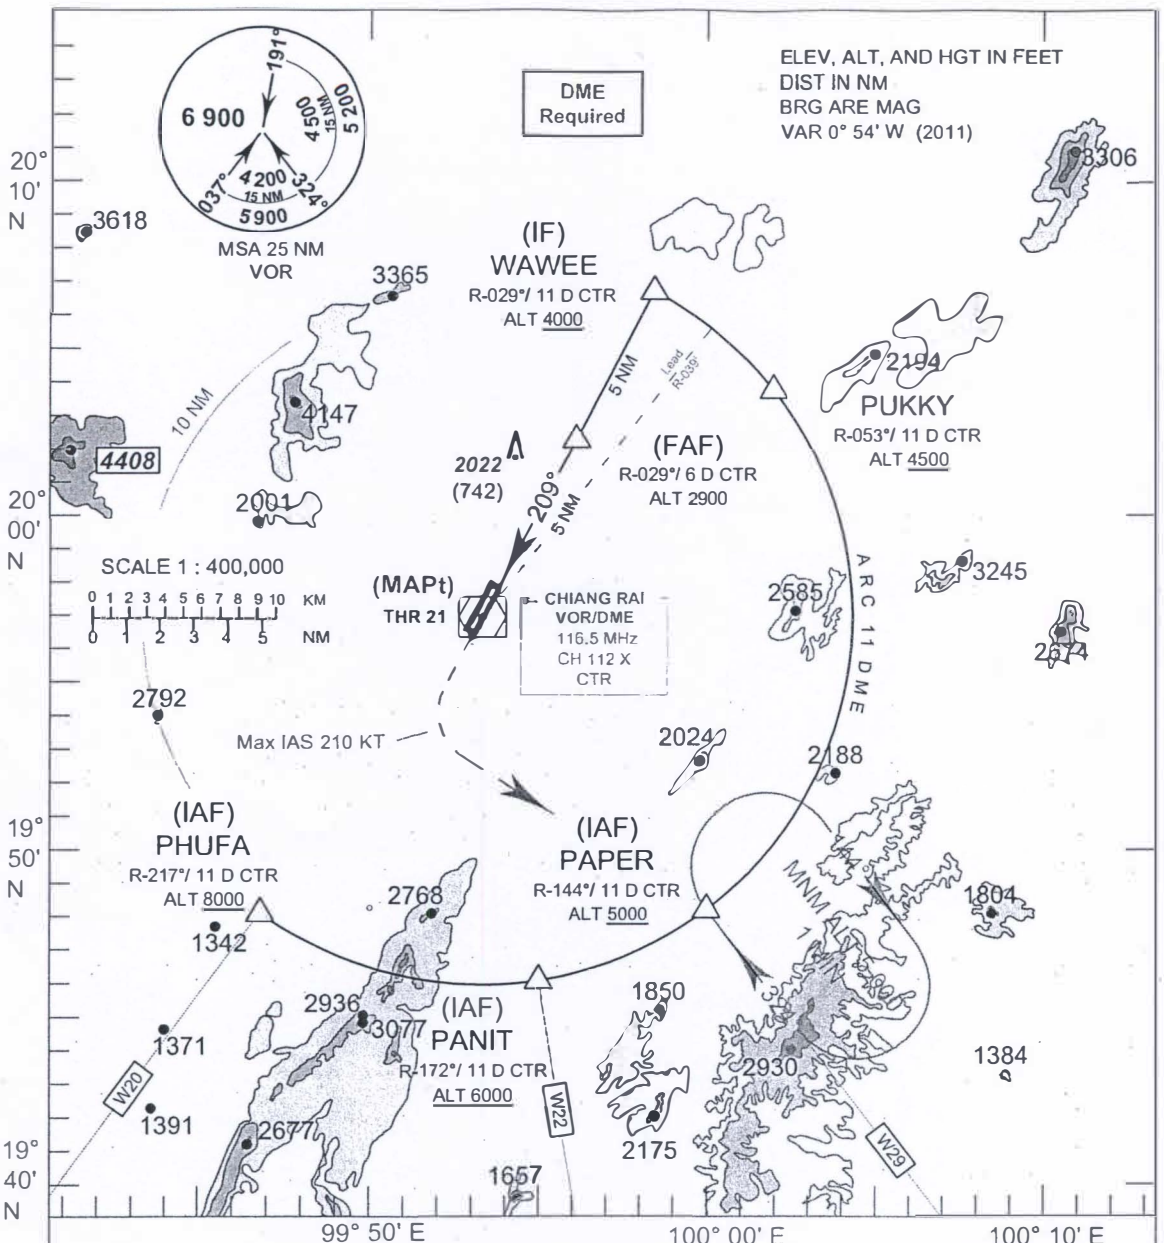 ELEV, ALT, AND HGT IN FEET
DIST IN NM
BRG ARE MAG
VAR 0° 54' W (2011)
DME
Required
191°
6 900
4 500
15 NM
5 200
037°
4 200
15 NM
5 900
324°
MSA 25 NM
VOR
20°
10'
N
3306
3618
3365
(IF)
WAWEE
R-029°/ 11 D CTR
ALT 4000
5 NM
Lead
R-039°
2194
PUKKY
R-053°/ 11 D CTR
ALT 4500
10 NM
4147
4408
2022
(742)
(FAF)
R-029°/ 6 D CTR
ALT 2900
209°
5 NM
20°
00'
N
2001
SCALE 1 : 400,000
0 1 2 3 4 5 6 7 8 9 10 KM
0 1 2 3 4 5 NM
(MAPt)
THR 21
CHIANG RAI
VOR/DME
116.5 MHz
CH 112 X
CTR
2585
ARC 11 DME
3245
2674
2792
Max IAS 210 KT
2024
2188
19°
50'
N
(IAF)
PHUFA
R-217°/ 11 D CTR
ALT 8000
(IAF)
PAPER
R-144°/ 11 D CTR
ALT 5000
MNM
1804
2768
1342
2936
3077
(IAF)
PANIT
R-172°/ 11 D CTR
ALT 6000
1850
2930
1384
1371
W20
1391
2677
W22
2175
W29
19°
40'
N
1657
99° 50' E
100° 00' E
100° 10' E